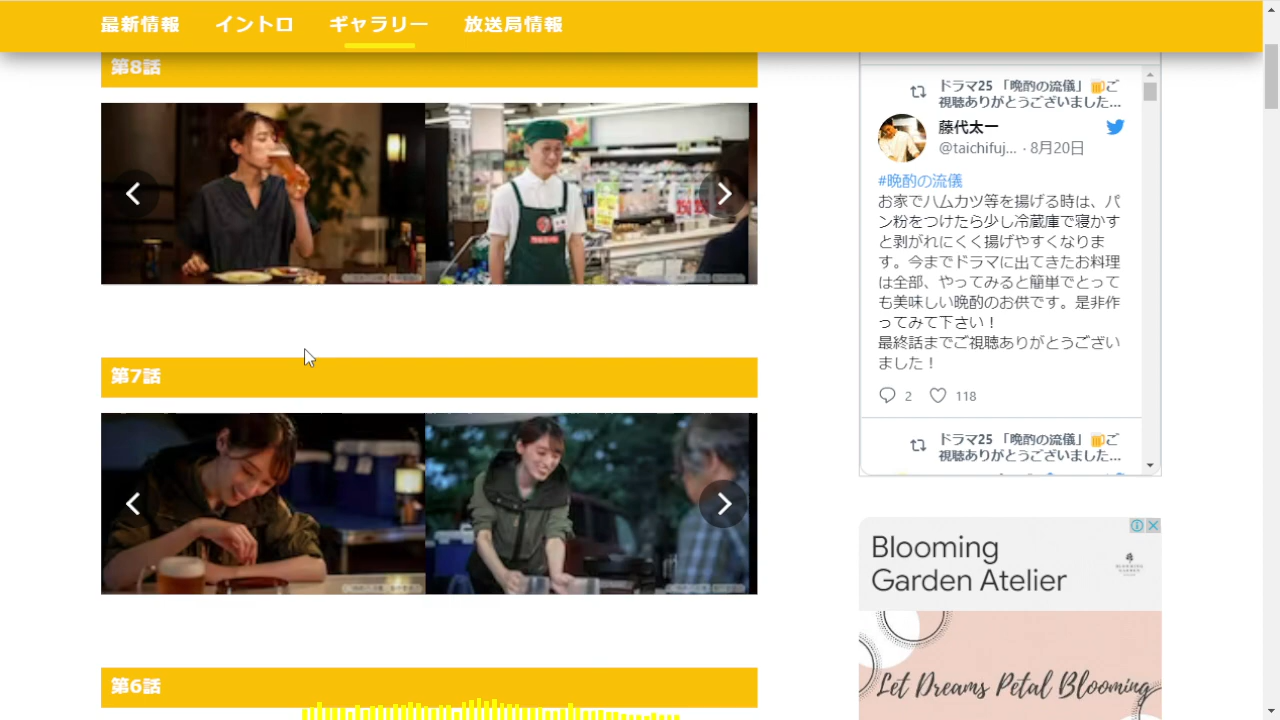 最新情報 イントロ ギャラリー 放送局情報
第8話
第7話
第6話
ドラマ25「晩酌の流儀」🍺ご
視聴ありがとうございました…
藤代太一
@taichifuj... · 8月20日
#晩酌の流儀
お家でハムカツ等を揚げる時は、パ
ン粉をつけたら少し冷蔵庫で寝かす
と剥がれにくく揚げやすくなりま
す。今までドラマに出てきたお料理
は全部、やってみると簡単でとって
も美味しい晩酌のお供です。是非作
ってみて下さい！
最終話までご視聴ありがとうござい
ました！
2 118
ドラマ25「晩酌の流儀」🍺ご
視聴ありがとうございました…
Blooming
Garden Atelier
Let Dreams Petal Blooming